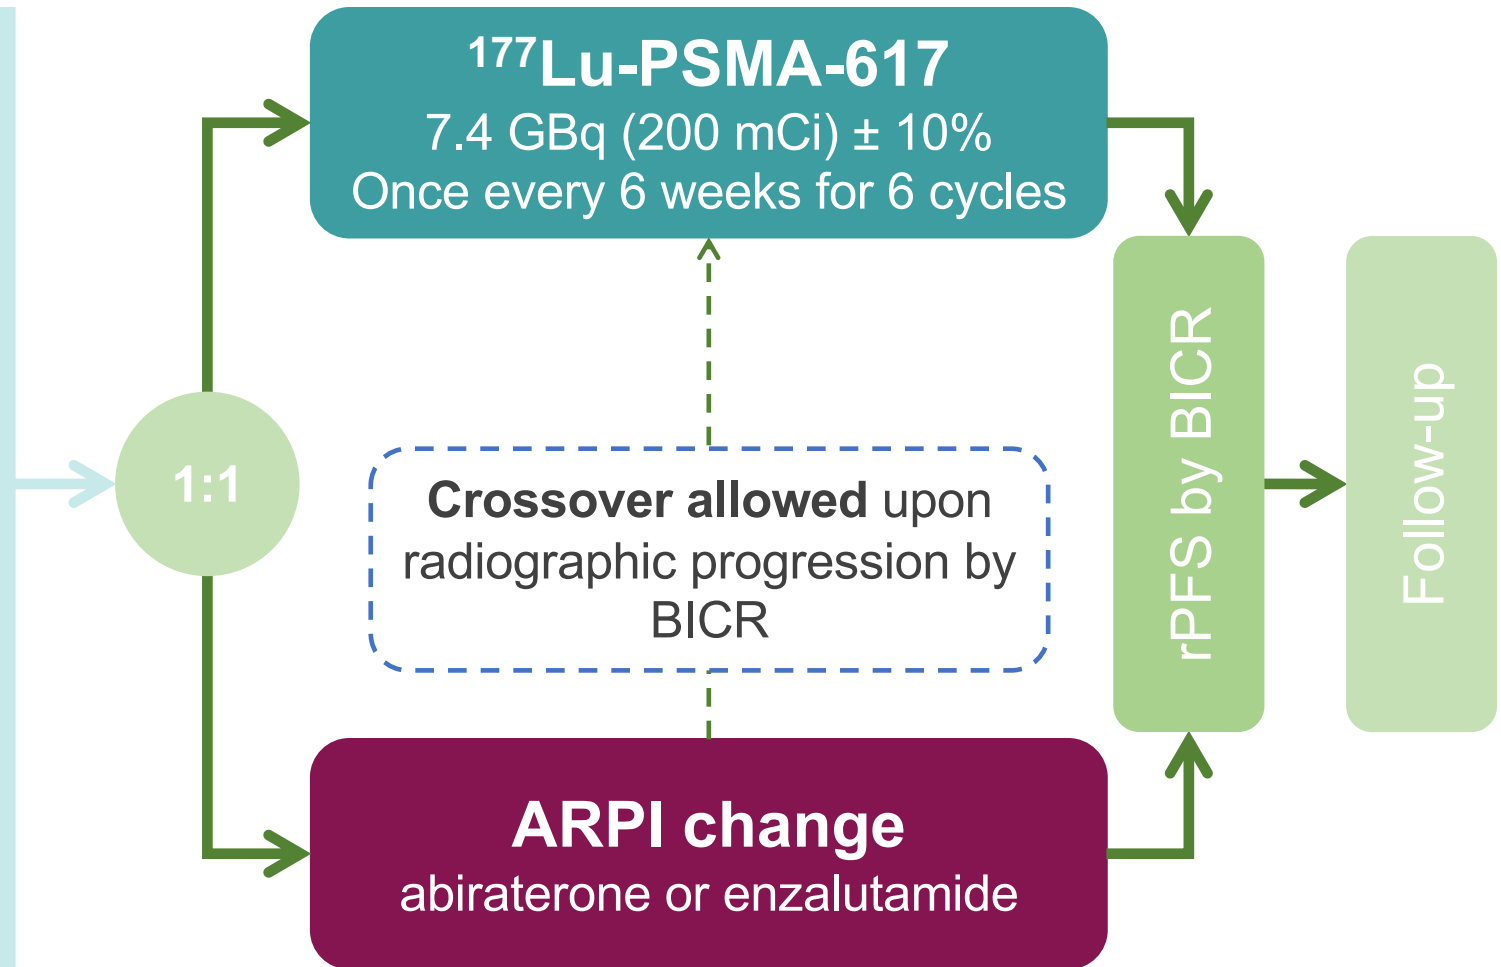 ¹⁷⁷Lu-PSMA-617
7.4 GBq (200 mCi) ± 10%
Once every 6 weeks for 6 cycles
1:1
Crossover allowed upon
radiographic progression by
BICR
ARPI change
abiraterone or enzalutamide
rPFS by BICR
Follow-up